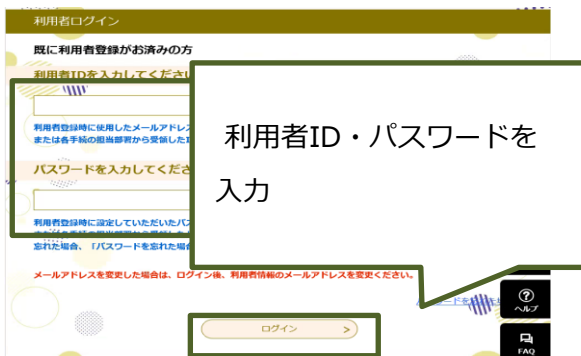 利用者ログイン
既に利用者登録がお済みの方
利用者IDを入力してください
利用者登録時に使用したメールアドレス
または各手続の担当部署から受領したI
パスワードを入力してくださ
利用者登録時に設定していただいたパス
忘れた場合、「パスワードを忘れた場合
メールアドレスを変更した場合は、ログイン後、利用者情報のメールアドレスを変更ください。
利用者ID・パスワードを
入力
ログイン >
?
ヘルプ
FAQ